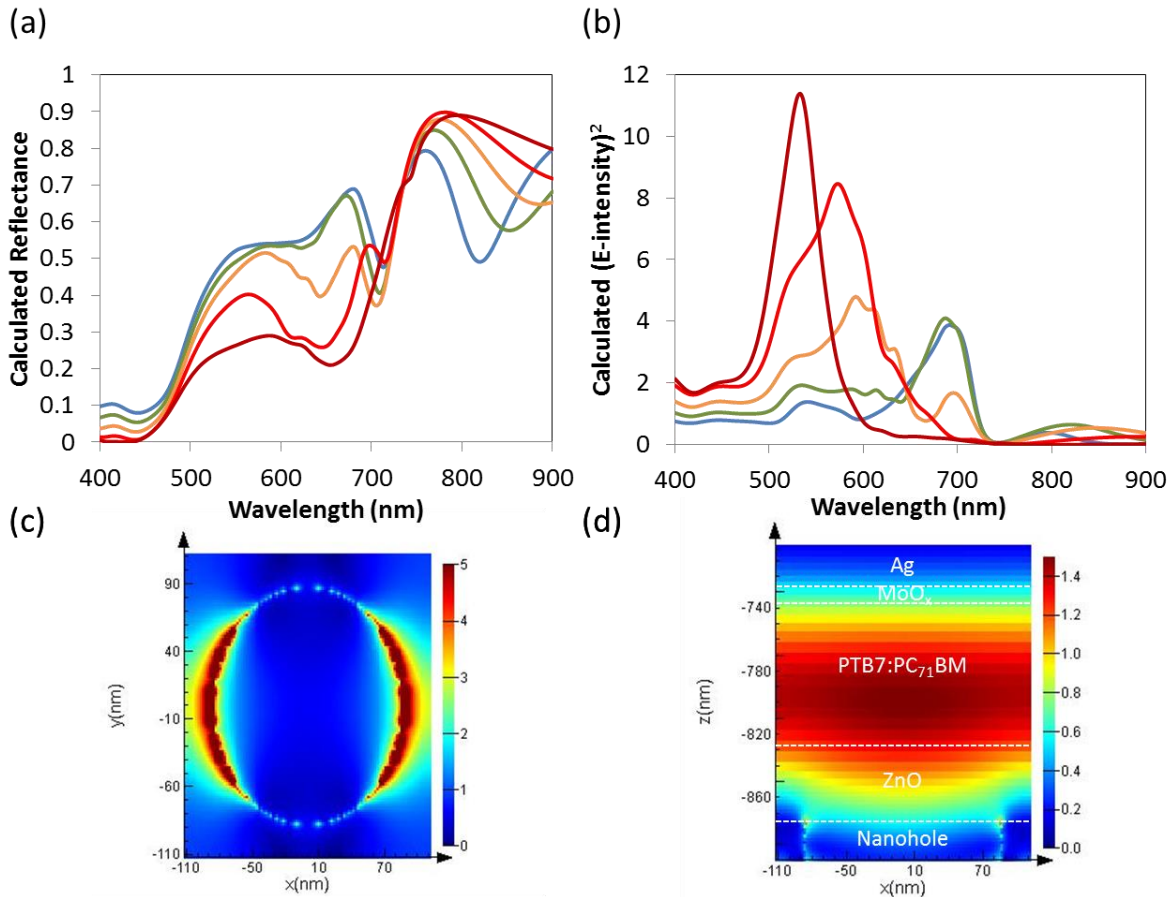 (a)
(b)
Calculated Reflectance
1
0.9
0.8
0.7
0.6
0.5
0.4
0.3
0.2
0.1
0
400 500 600 700 800 900
Wavelength (nm)
Calculated (E-intensity)²
12
10
8
6
4
2
0
400 500 600 700 800 900
Wavelength (nm)
(c)
(d)
y(nm)
90
40
-10
-60
-110
-110 -50 10 70
x(nm)
5
4
3
2
1
0
z(nm)
-740
-780
-820
-860
-110 -50 10 70
x(nm)
Ag
MoOₓ
PTB7:PC₇₁BM
ZnO
Nanohole
1.4
1.2
1.0
0.8
0.6
0.4
0.2
0.0